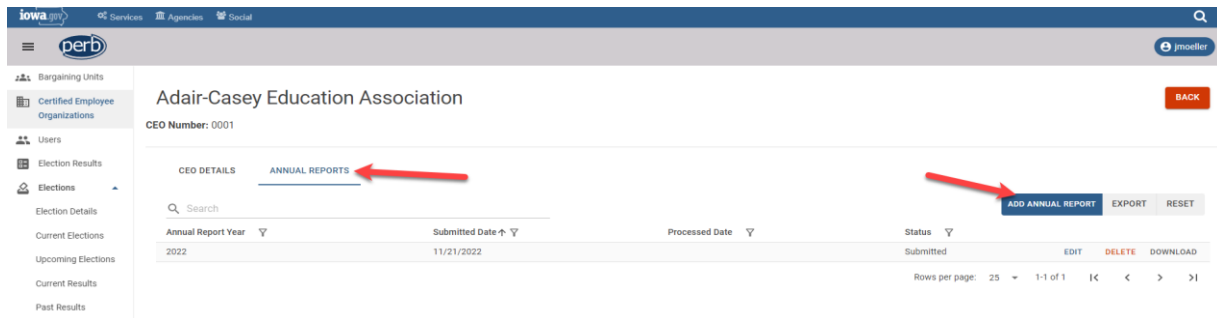 iowa.gov Services Agencies Social
perb jmoeller
Bargaining Units
Certified Employee Organizations
Users
Election Results
Elections
Election Details
Current Elections
Upcoming Elections
Current Results
Past Results
Adair-Casey Education Association BACK
CEO Number: 0001
CEO DETAILS ANNUAL REPORTS
Search ADD ANNUAL REPORT EXPORT RESET
Annual Report Year Submitted Date Processed Date Status
2022 11/21/2022 Submitted EDIT DELETE DOWNLOAD
Rows per page: 25 1-1 of 1